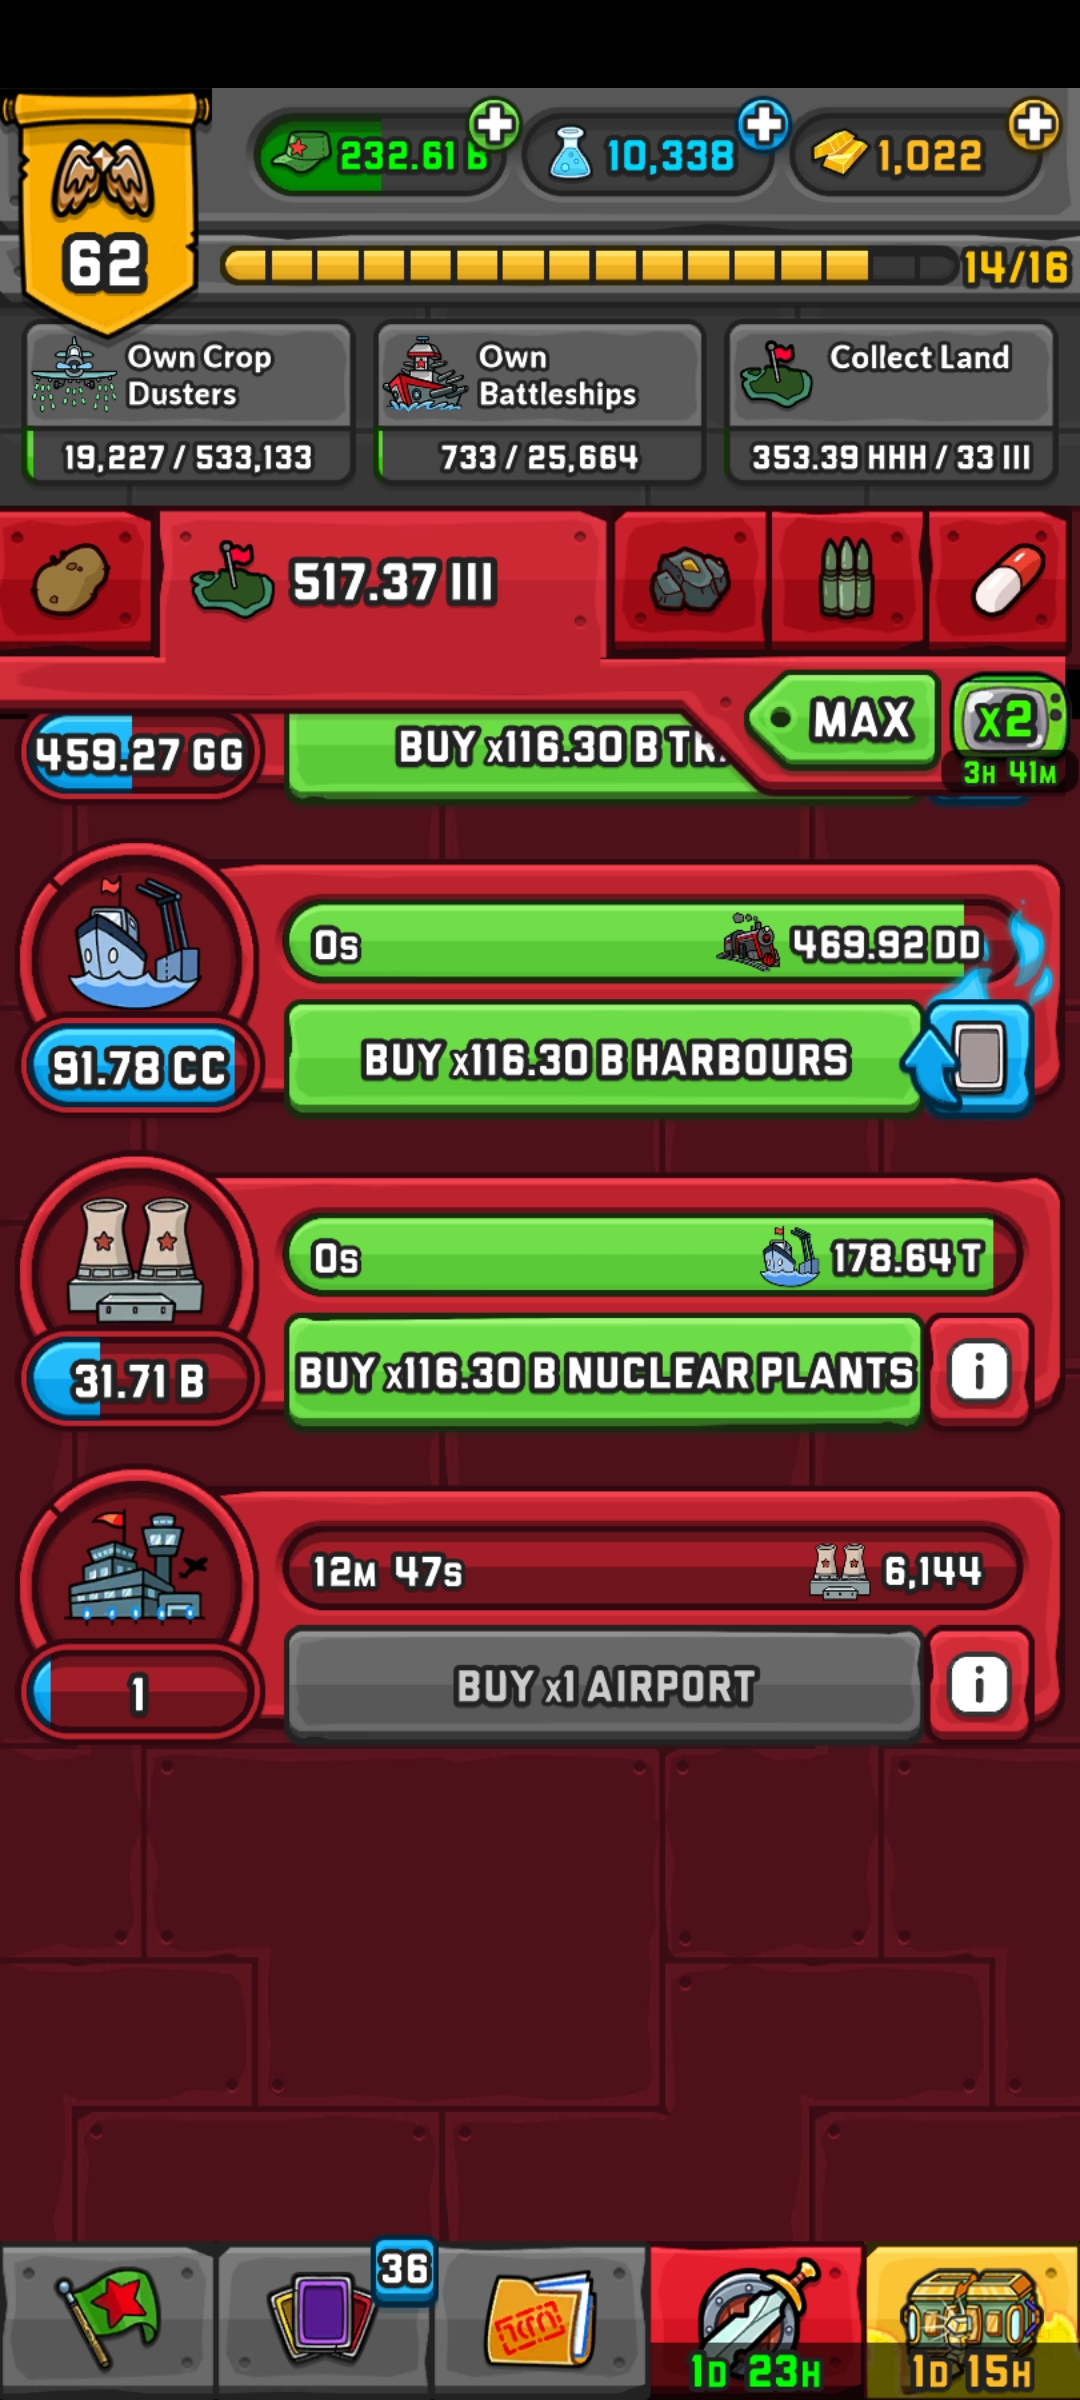 232.61 B
10,338
1,022
62
14/16
Own Crop
Dusters
19,227 / 533,133
Own
Battleships
733 / 25,664
Collect Land
353.39 HHH / 33 III
517.37 III
MAX
x2
3H 41M
459.27 GG
BUY x116.30 B
0s
469.92 DD
91.78 CC
BUY x116.30 B HARBOURS
0s
178.64 T
31.71 B
BUY x116.30 B NUCLEAR PLANTS
i
12M 47s
6,144
1
BUY x1 AIRPORT
i
36
1D 23H
1D 15H